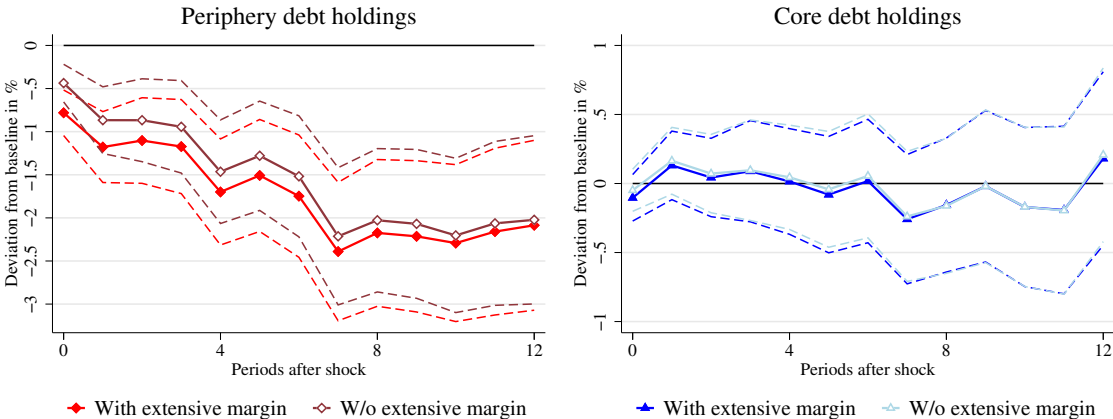 Periphery debt holdings
Deviation from baseline in %
0
-.5
-1
-1.5
-2
-2.5
-3
0
4
8
12
Periods after shock
With extensive margin
W/o extensive margin
Core debt holdings
Deviation from baseline in %
1
.5
0
-.5
-1
0
4
8
12
Periods after shock
With extensive margin
W/o extensive margin